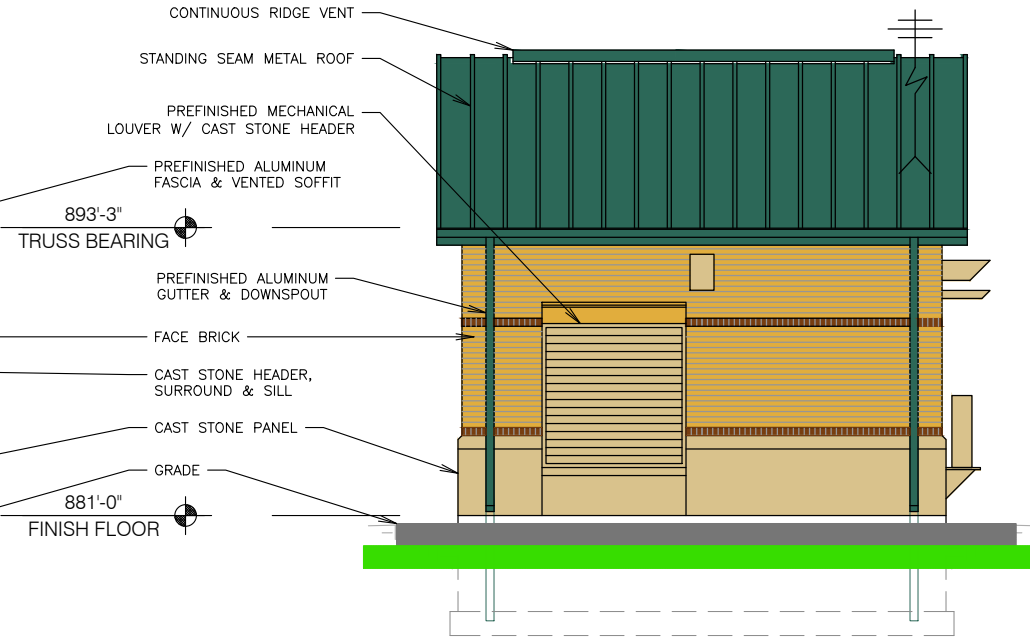 CONTINUOUS RIDGE VENT
STANDING SEAM METAL ROOF
PREFINISHED MECHANICAL
LOUVER W/ CAST STONE HEADER
PREFINISHED ALUMINUM
FASCIA & VENTED SOFFIT
893'-3"
TRUSS BEARING
PREFINISHED ALUMINUM
GUTTER & DOWNSPOUT
FACE BRICK
CAST STONE HEADER,
SURROUND & SILL
CAST STONE PANEL
GRADE
881'-0"
FINISH FLOOR